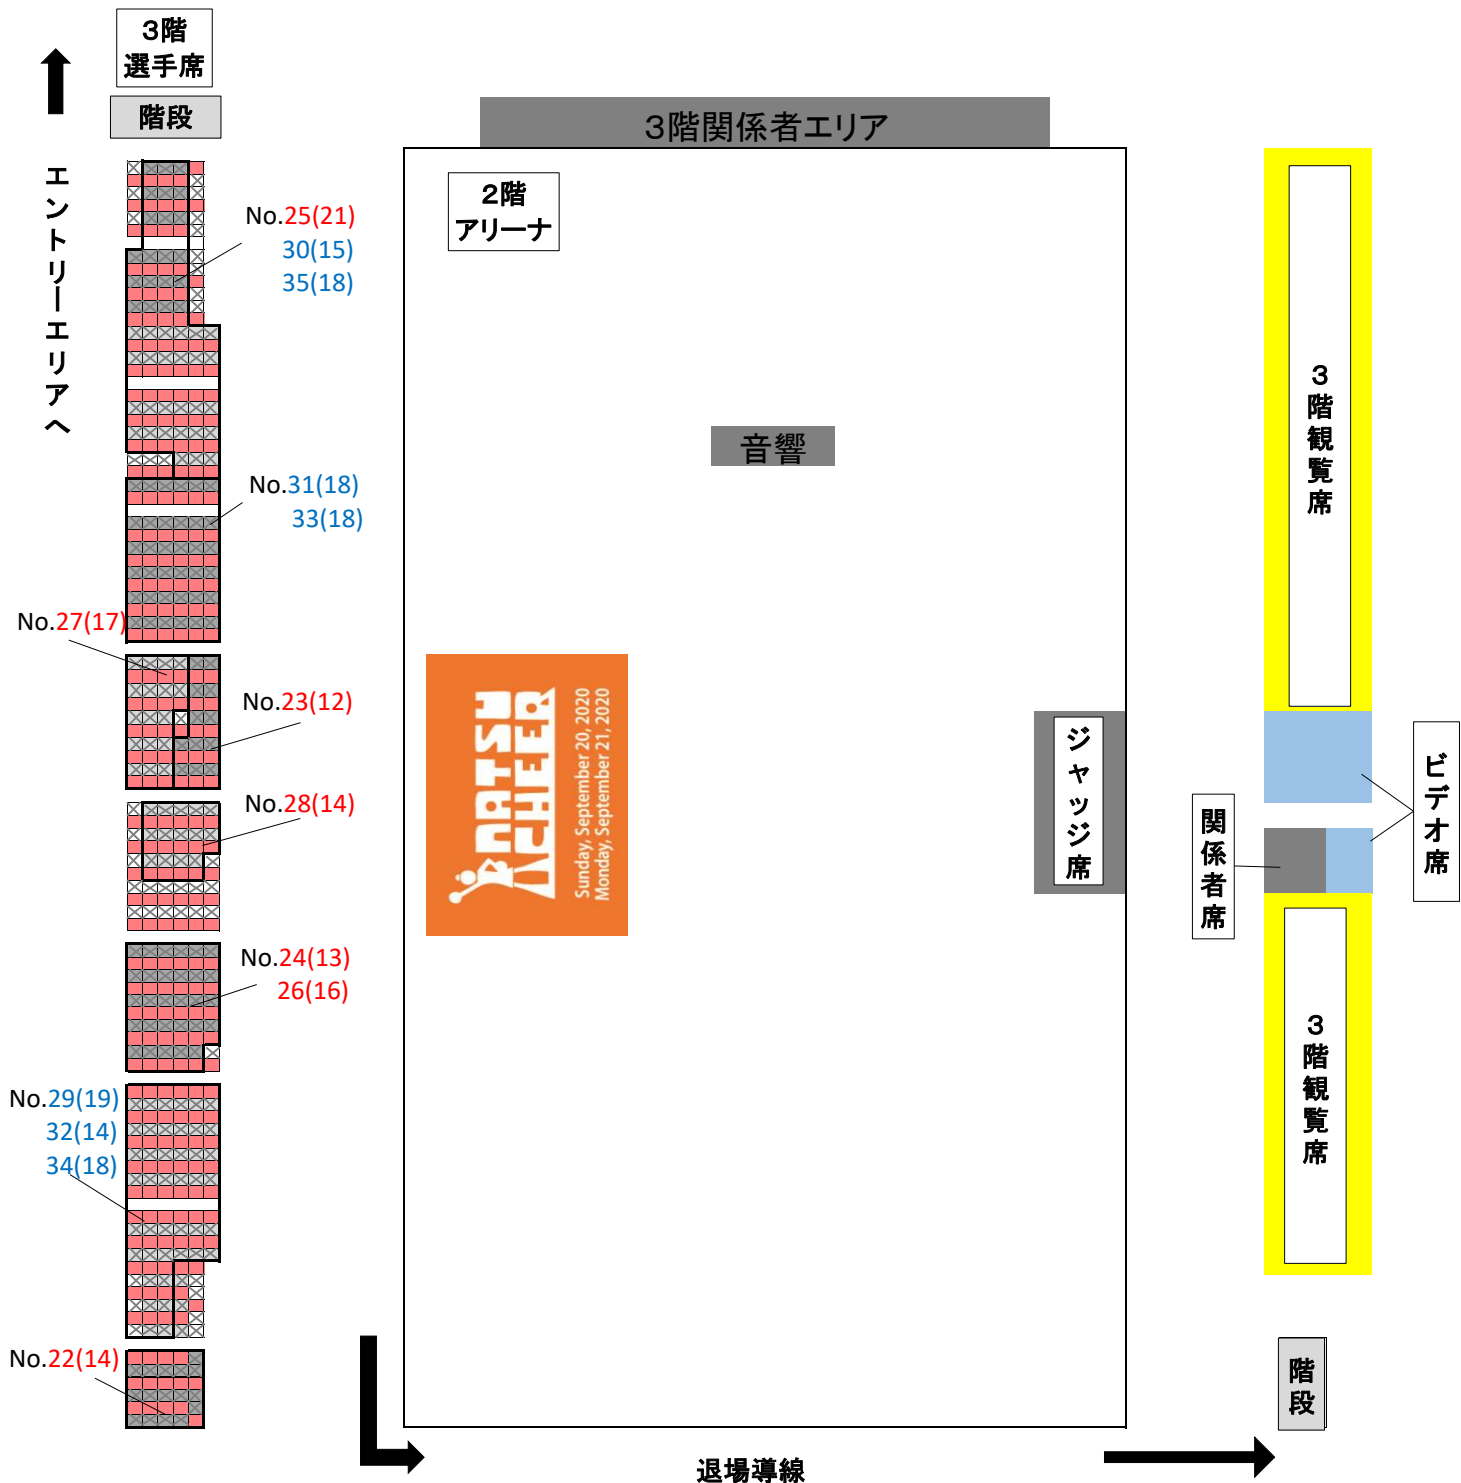 3階
選手席
階段
エントリーエリアへ
3階関係者エリア
2階
アリーナ
No.25(21)
30(15)
35(18)
音響
No.31(18)
33(18)
No.27(17)
No.23(12)
No.28(14)
No.24(13)
26(16)
No.29(19)
32(14)
34(18)
No.22(14)
NATSU
CHEER
Sunday, September 20, 2020
Monday, September 21, 2020
ジャッジ席
3階観覧席
ビデオ席
関係者席
3階観覧席
階段
退場導線